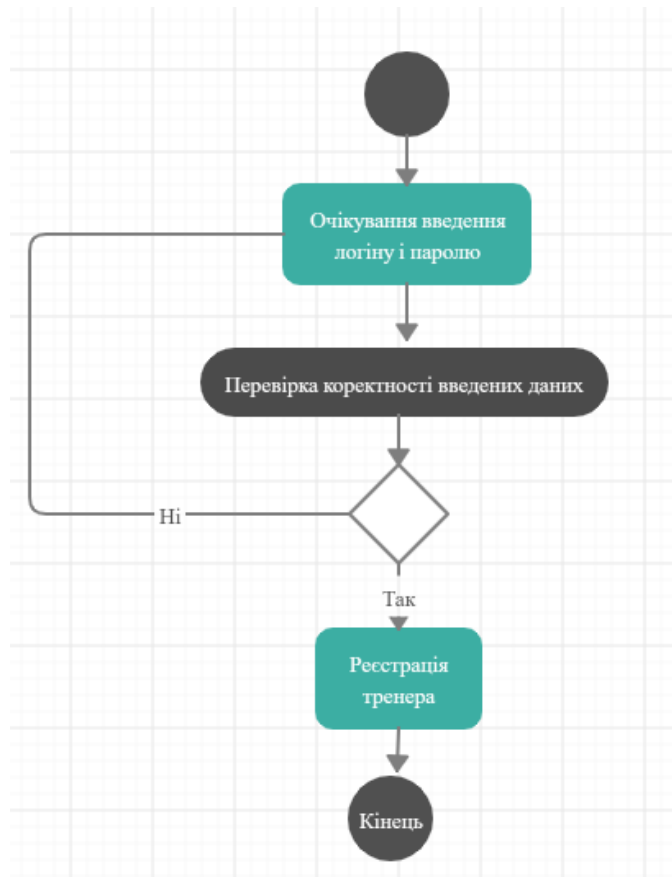 Очікування введення
логіну і паролю
Перевірка коректності введених даних
Ні
Так
Реєстрація
тренера
Кінець